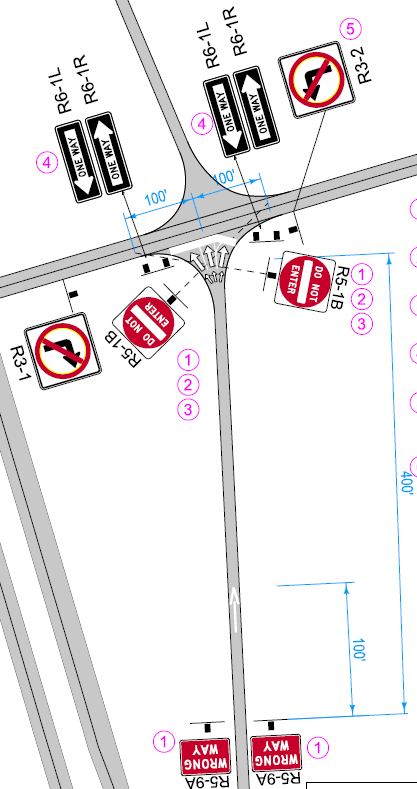 R6-1L
R6-1R
ONE WAY
ONE WAY
4
R6-1L
R6-1R
ONE WAY
ONE WAY
4
5
R3-2
100'
100'
R3-1
DO NOT
ENTER
R5-1B
1
2
3
DO NOT
ENTER
R5-1B
1
2
3
400'
100'
1
WRONG
WAY
R5-9A
WRONG
WAY
R5-9A
1